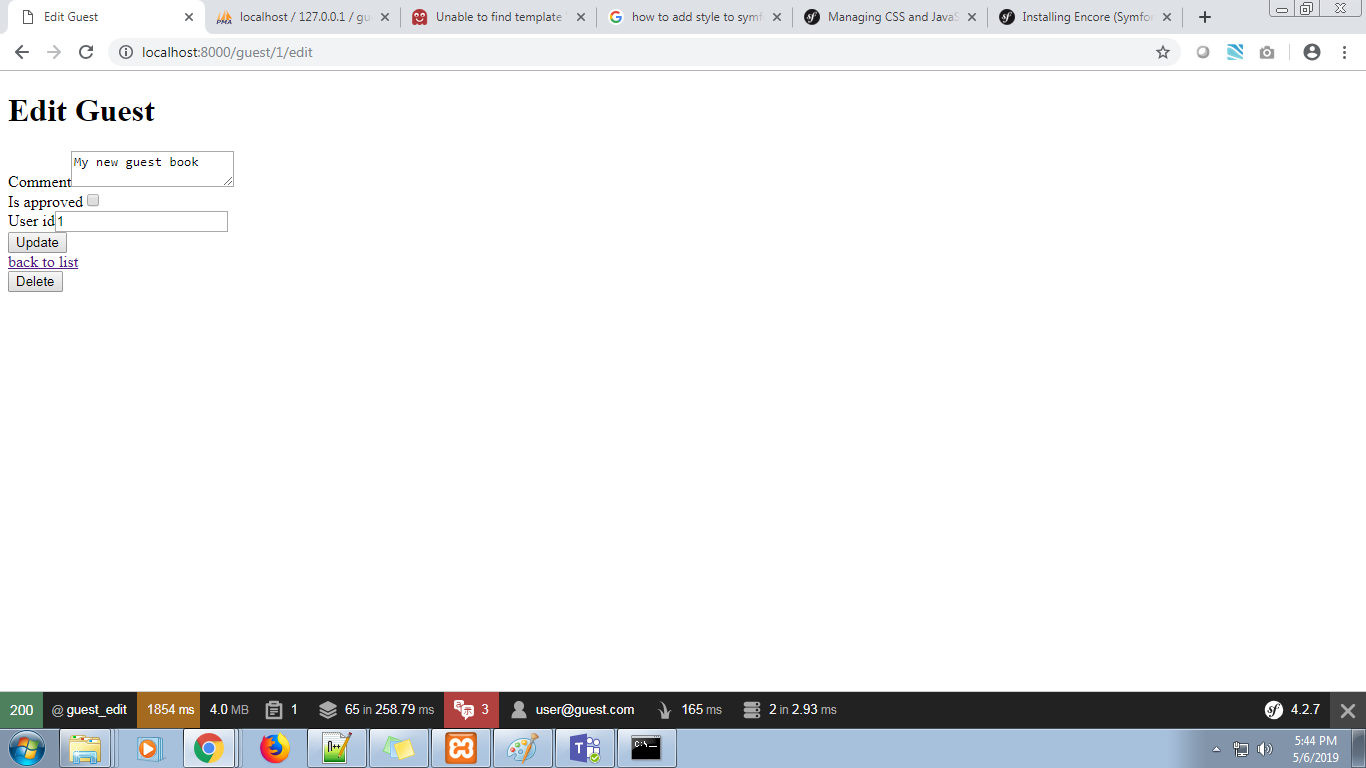 Edit Guest
localhost / 127.0.0.1 / gu
Unable to find template
how to add style to symf
Managing CSS and JavaS
Installing Encore (Symfor
localhost:8000/guest/1/edit
Edit Guest
My new guest book
Comment
Is approved
User id 1
Update
back to list
Delete
200 @ guest_edit 1854 ms 4.0 MB 1 65 in 258.79 ms 3 user@guest.com 165 ms 2 in 2.93 ms sf 4.2.7
5:44 PM
5/6/2019